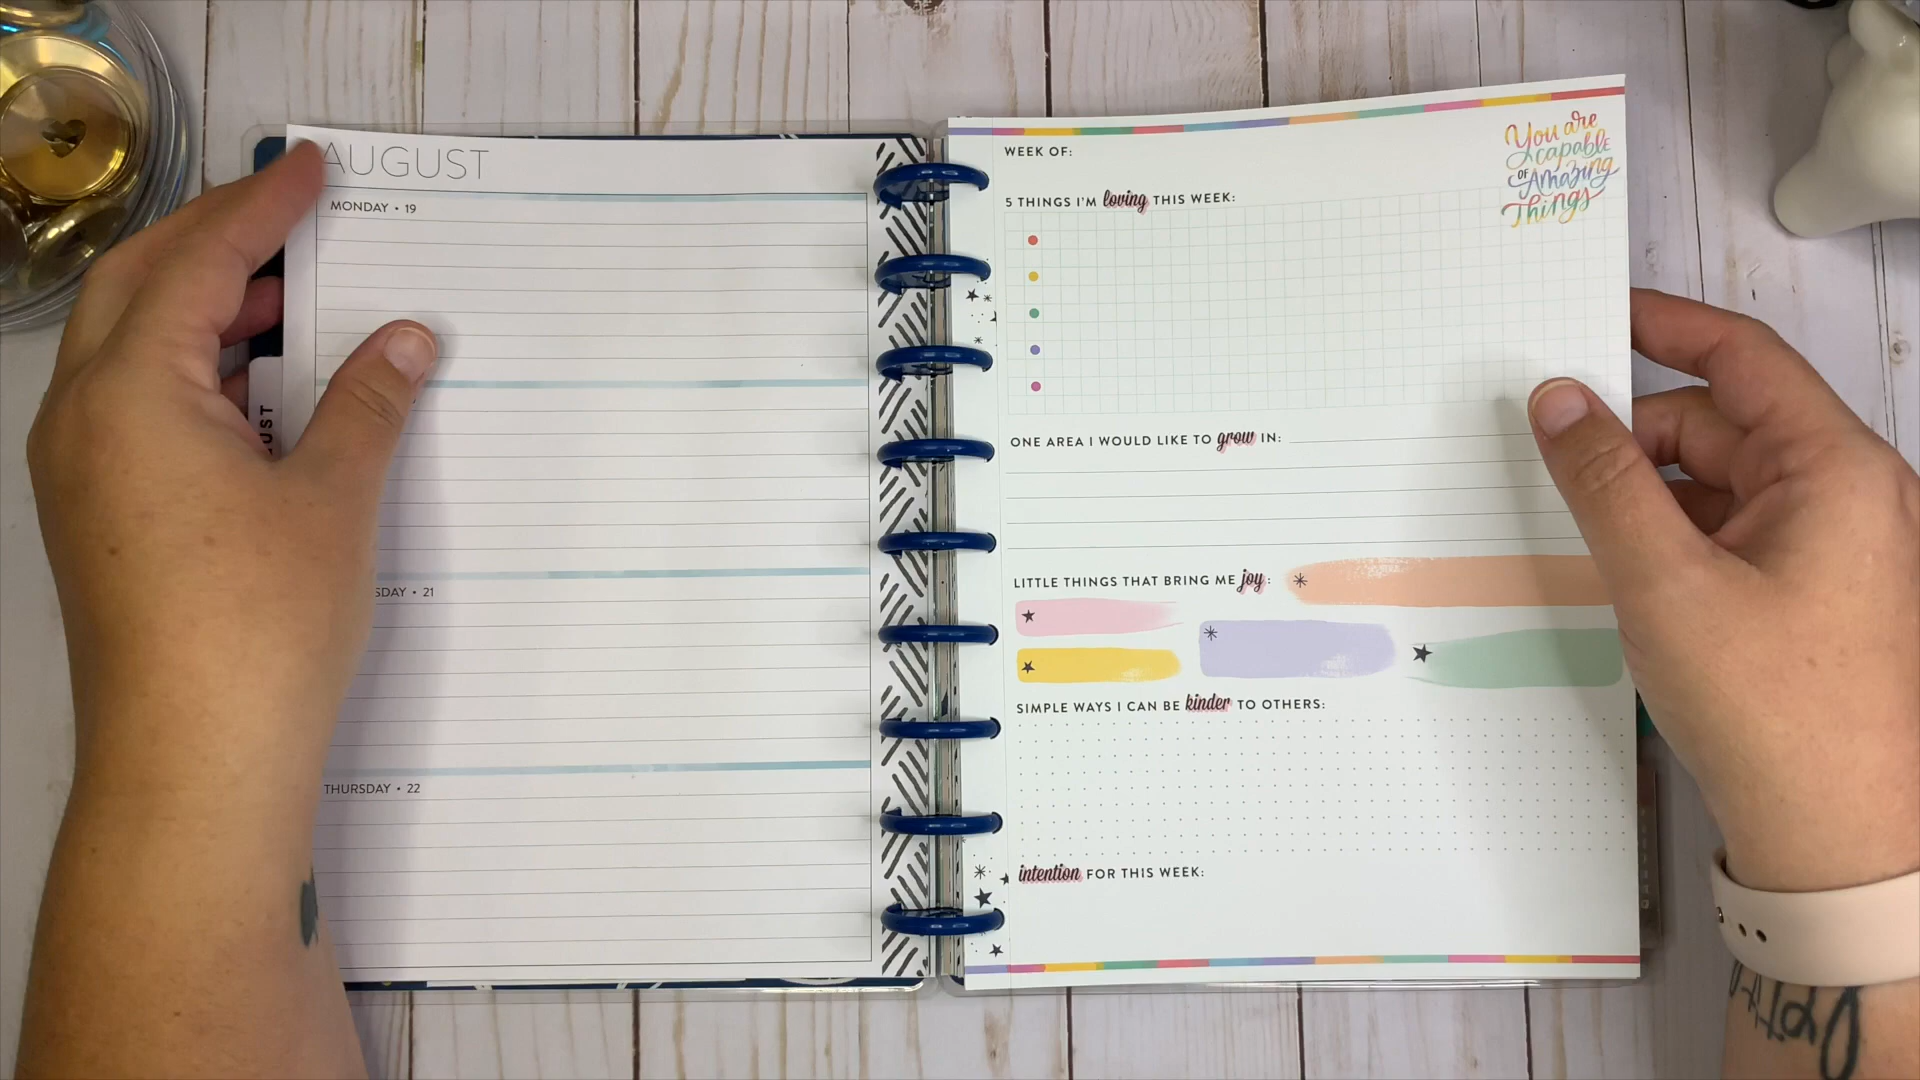 AUGUST
MONDAY • 19
SDAY • 21
THURSDAY • 22
UST
WEEK OF:
You are
capable
OF Amazing
Things
5 THINGS I'M loving THIS WEEK:
ONE AREA I WOULD LIKE TO grow IN:
LITTLE THINGS THAT BRING ME joy:
SIMPLE WAYS I CAN BE kinder TO OTHERS:
intention FOR THIS WEEK: